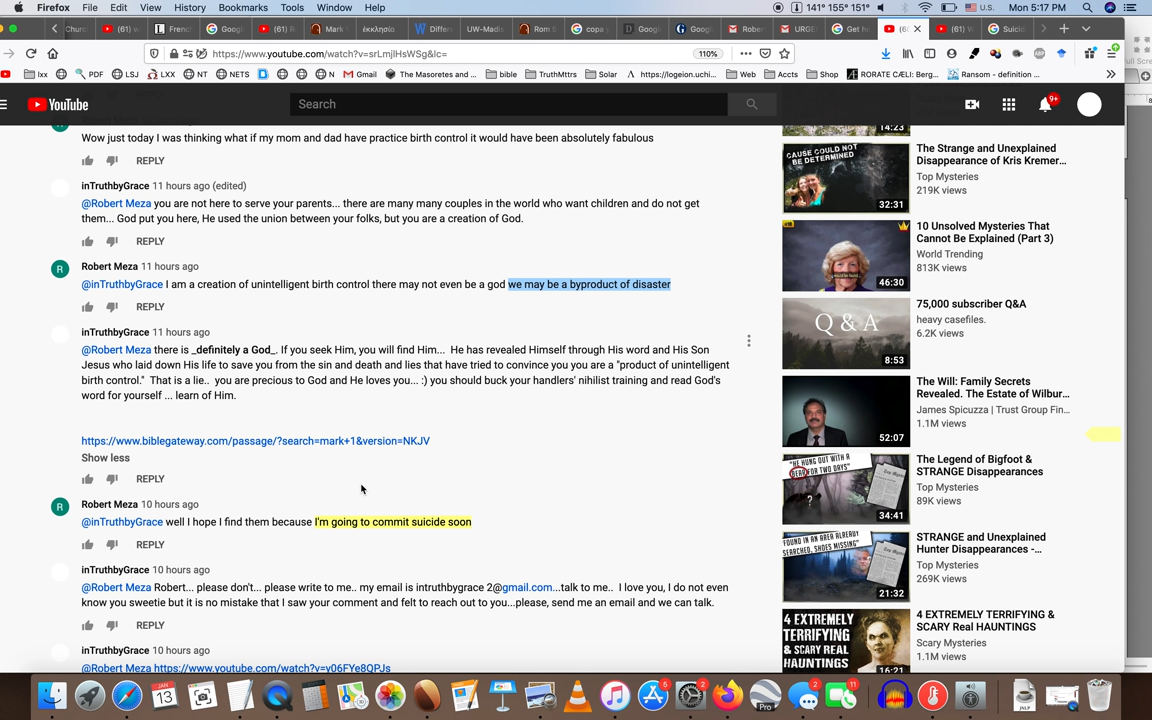 Firefox File Edit View History Bookmarks Tools Window Help 141° 155° 151° U.S. Mon 5:17 PM
https://www.youtube.com/watch?v=srLmjlHsWSg&lc= 110%
lxx PDF LSJ LXX NT NETS N Gmail The Masoretes and ... bible TruthMttrs Solar https://logeion.uchi... Web Accts Shop RORATE CÆLI: Berg... Ransom - definition ...
YouTube Search 9+
Wow just today I was thinking what if my mom and dad have practice birth control it would have been absolutely fabulous
REPLY
inTruthbyGrace 11 hours ago (edited)
@Robert Meza you are not here to serve your parents... there are many many couples in the world who want children and do not get
them... God put you here, He used the union between your folks, but you are a creation of God.
REPLY
Robert Meza 11 hours ago
@inTruthbyGrace I am a creation of unintelligent birth control there may not even be a god we may be a byproduct of disaster
REPLY
inTruthbyGrace 11 hours ago
@Robert Meza there is _definitely a God_. If you seek Him, you will find Him... He has revealed Himself through His word and His Son
Jesus who laid down His life to save you from the sin and death and lies that have tried to convince you you are a "product of unintelligent
birth control." That is a lie.. you are precious to God and He loves you... :) you should buck your handlers' nihilist training and read God's
word for yourself ... learn of Him.
https://www.biblegateway.com/passage/?search=mark+1&version=NKJV
Show less
REPLY
Robert Meza 10 hours ago
@inTruthbyGrace well I hope I find them because I'm going to commit suicide soon
REPLY
inTruthbyGrace 10 hours ago
@Robert Meza Robert... please don't... please write to me.. my email is intruthbygrace 2@gmail.com...talk to me.. I love you, I do not even
know you sweetie but it is no mistake that I saw your comment and felt to reach out to you...please, send me an email and we can talk.
REPLY
inTruthbyGrace 10 hours ago
@Robert Meza https://www.youtube.com/watch?v=y06FYe8QPJs
14:23
The Strange and Unexplained
Disappearance of Kris Kremer...
Top Mysteries
219K views
CAUSE COULD NOT
BE DETERMINED
32:31
10 Unsolved Mysteries That
Cannot Be Explained (Part 3)
World Trending
813K views
46:30
75,000 subscriber Q&A
heavy casefiles.
6.2K views
Q & A
8:53
The Will: Family Secrets
Revealed. The Estate of Wilbur...
James Spicuzza | Trust Group Fin...
1.1M views
52:07
The Legend of Bigfoot &
STRANGE Disappearances
Top Mysteries
89K views
34:41
STRANGE and Unexplained
Hunter Disappearances -...
Top Mysteries
269K views
21:32
4 EXTREMELY TERRIFYING &
SCARY Real HAUNTINGS
Scary Mysteries
1.1M views
4 EXTREMELY
TERRIFYING
& SCARY REAL
HAUNTINGS
16:21
JAN
13